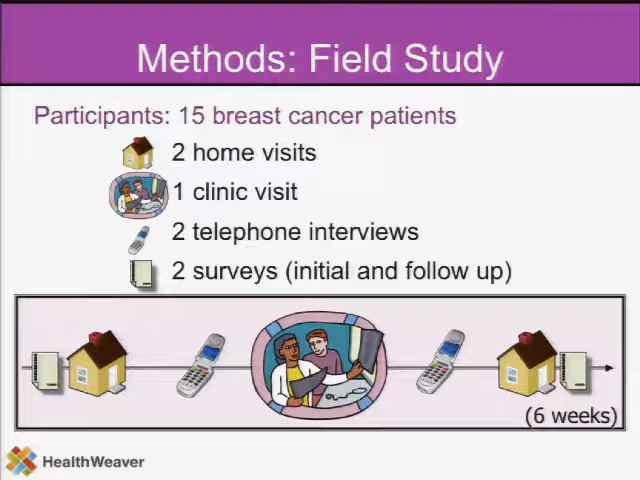 Methods: Field Study
Participants: 15 breast cancer patients
2 home visits
1 clinic visit
2 telephone interviews
2 surveys (initial and follow up)
(6 weeks)
HealthWeaver